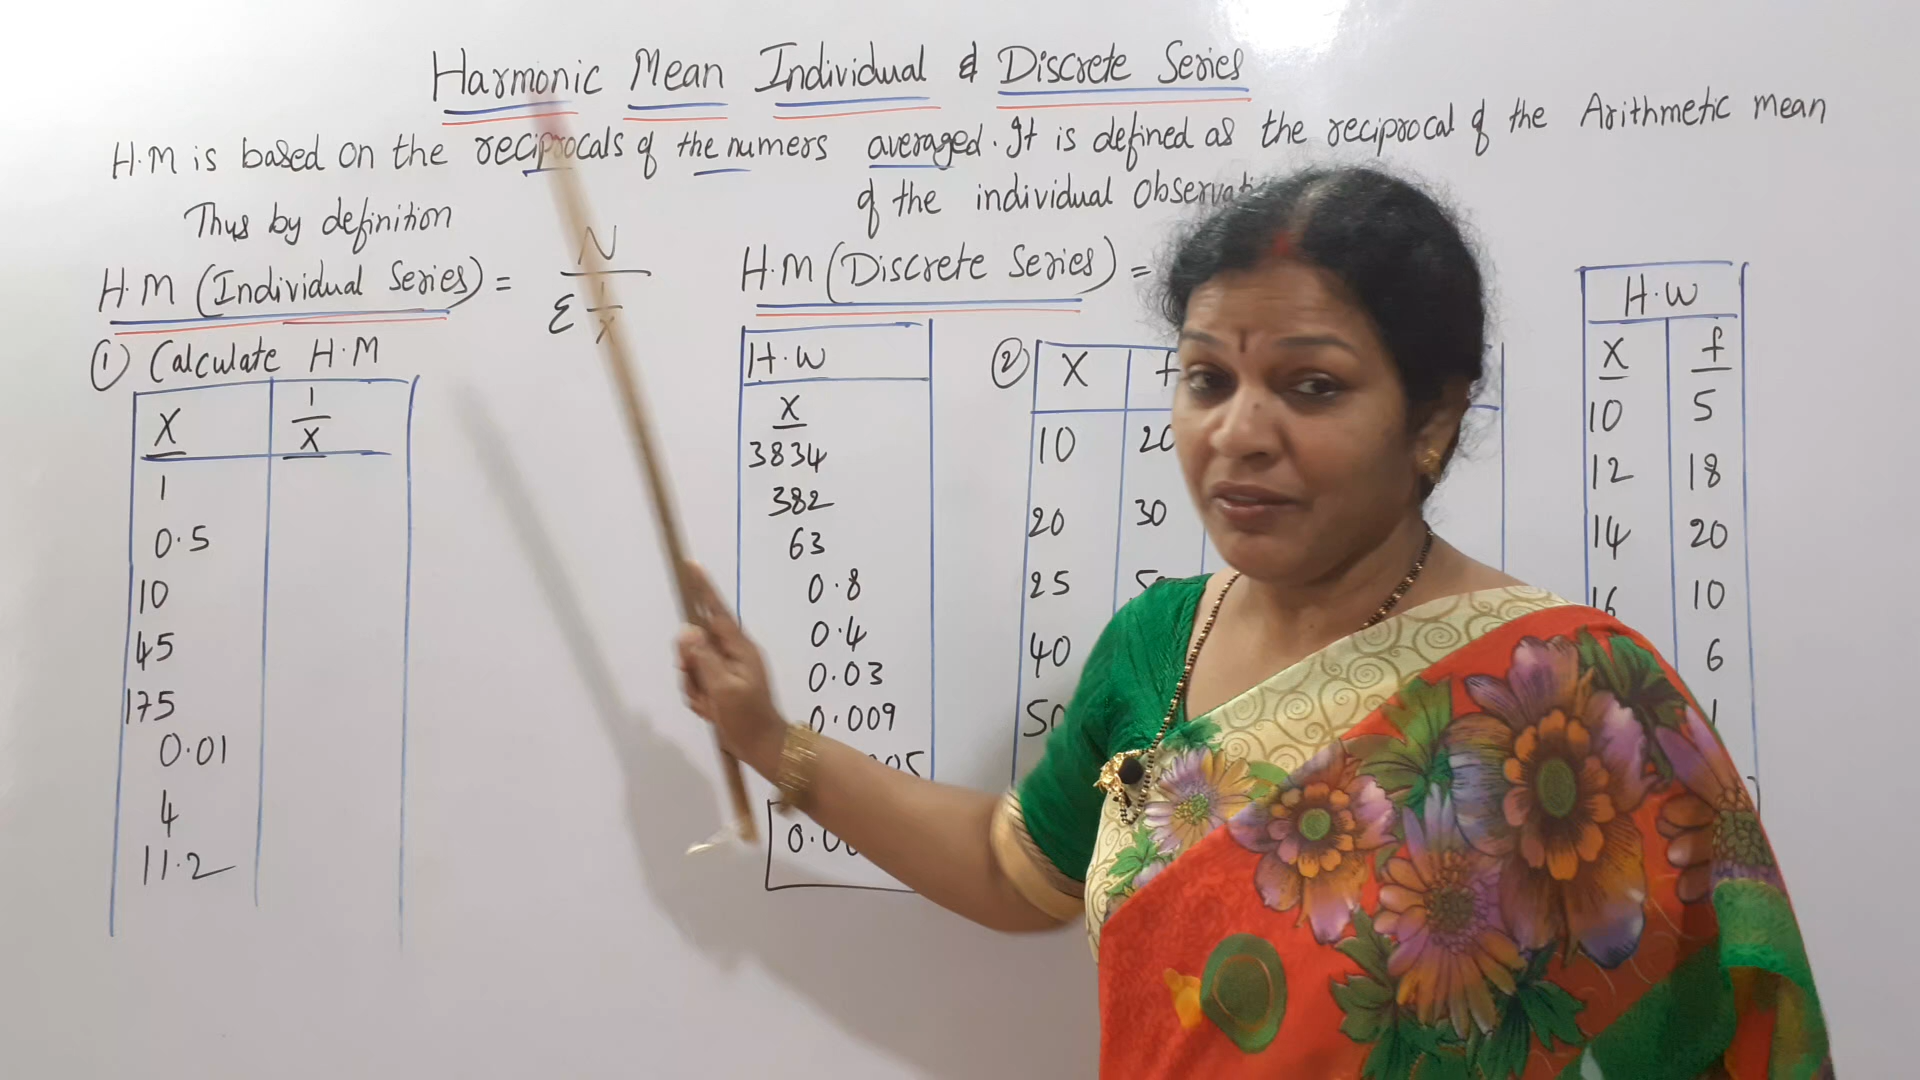 Harmonic Mean Individual & Discrete Series
H.M is based on the reciprocals of the numers averaged. It is defined as the reciprocal of the Arithmetic mean
of the individual
Thus by definition
H.M (Individual Series) = N / Σ 1/X
H.M (Discrete Series) =
① Calculate H.M
X 1/X
1
0.5
10
45
175
0.01
4
11.2
H.W
X
3834
382
63
0.8
0.4
0.03
0.009
② X f
10
20 30
25
40
H.W
X f
10 5
12 18
14 20
16 10
6